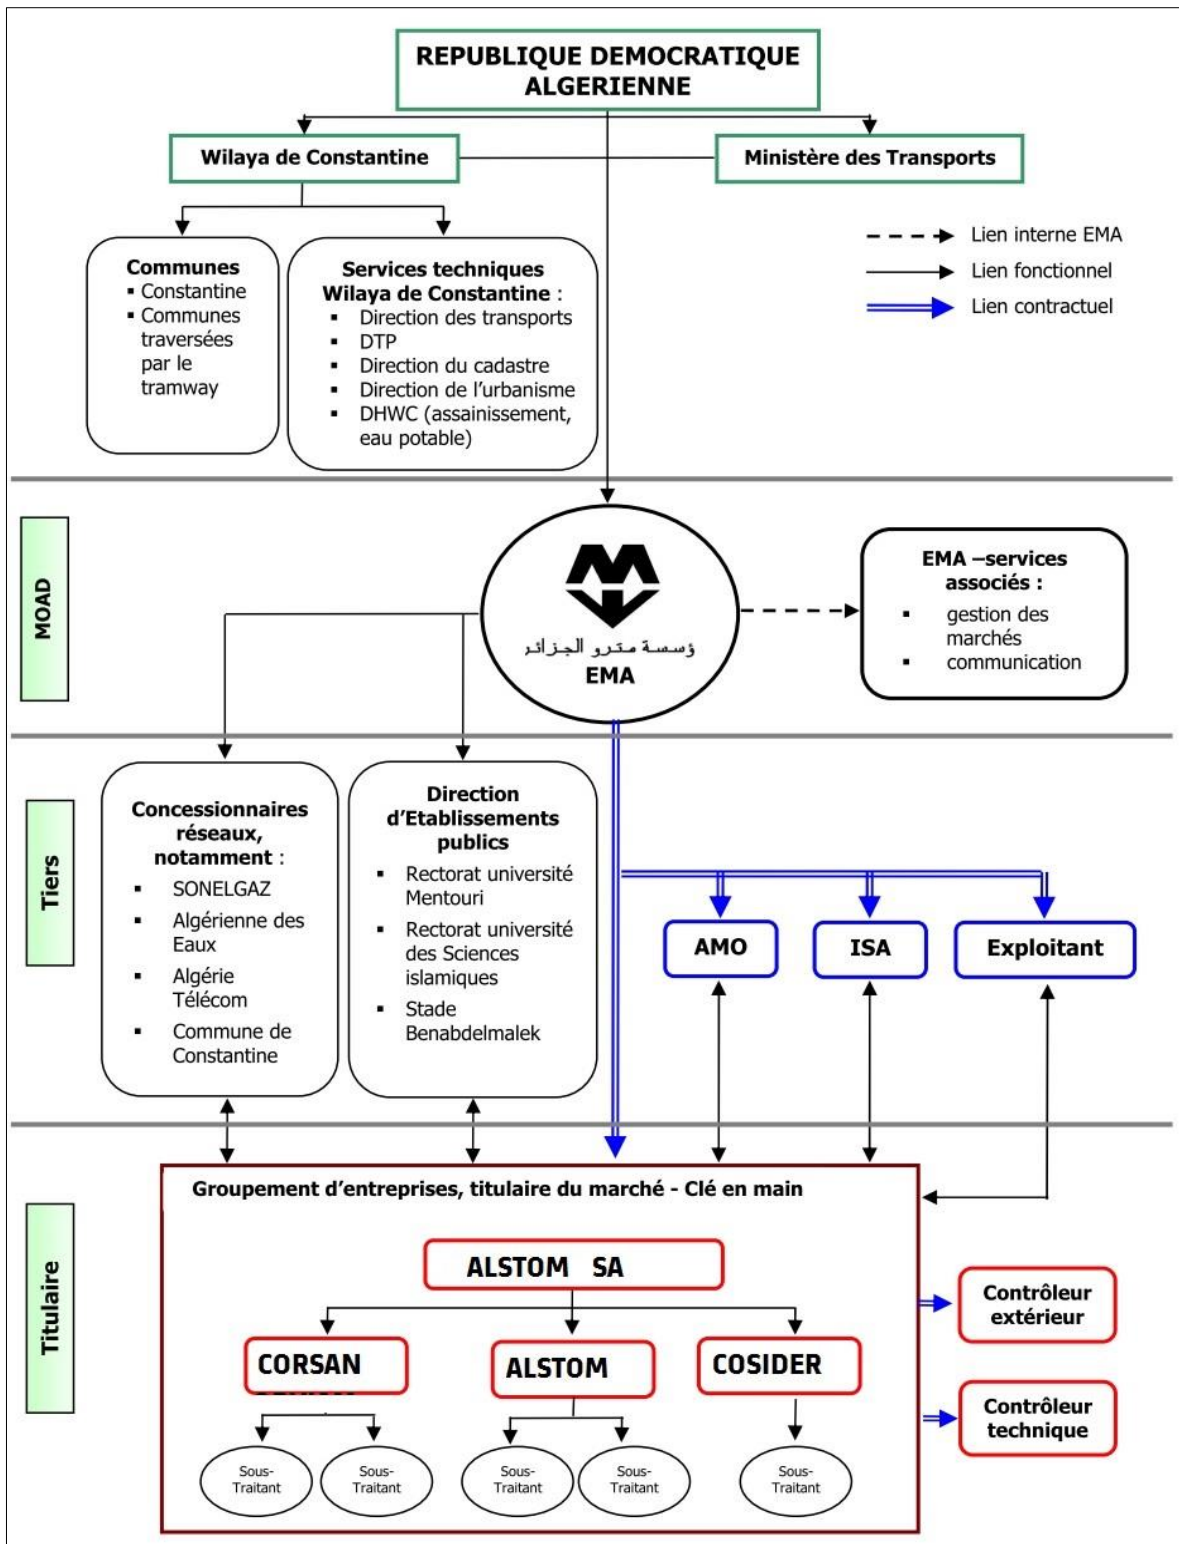 REPUBLIQUE DEMOCRATIQUE
ALGERIENNE
Wilaya de Constantine
Ministère des Transports
Communes
▪ Constantine
▪ Communes
traversées
par le
tramway
Services techniques
Wilaya de Constantine :
▪ Direction des transports
▪ DTP
▪ Direction du cadastre
▪ Direction de l'urbanisme
▪ DHWC (assainissement,
eau potable)
Lien interne EMA
Lien fonctionnel
Lien contractuel
MOAD
ؤسسة مترو الجزائر
EMA
EMA –services
associés :
▪ gestion des
marchés
▪ communication
Tiers
Concessionnaires
réseaux,
notamment :
▪ SONELGAZ
▪ Algérienne des
Eaux
▪ Algérie
Télécom
▪ Commune de
Constantine
Direction
d'Etablissements
publics
▪ Rectorat université
Mentouri
▪ Rectorat université
des Sciences
islamiques
▪ Stade
Benabdelmalek
AMO
ISA
Exploitant
Titulaire
Groupement d'entreprises, titulaire du marché - Clé en main
ALSTOM SA
CORSAN
ALSTOM
COSIDER
Sous-
Traitant
Sous-
Traitant
Sous-
Traitant
Sous-
Traitant
Sous-
Traitant
Contrôleur
extérieur
Contrôleur
technique